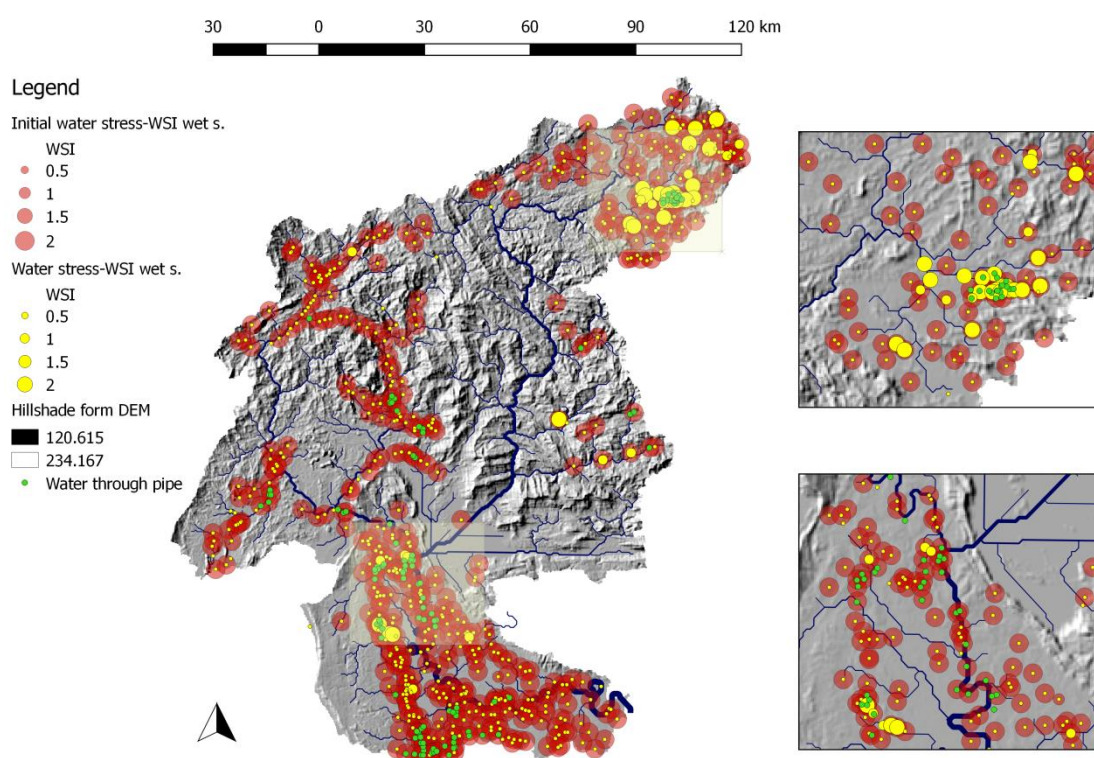 30 0 30 60 90 120 km
Legend
Initial water stress-WSI wet s.
WSI
0.5
1
1.5
2
Water stress-WSI wet s.
WSI
0.5
1
1.5
2
Hillshade form DEM
120.615
234.167
Water through pipe